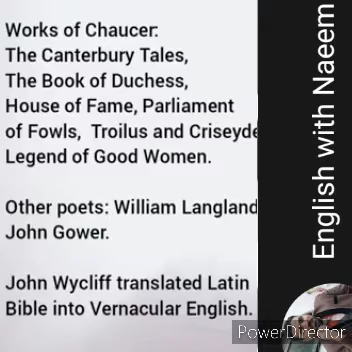 Works of Chaucer:
The Canterbury Tales,
The Book of Duchess,
House of Fame, Parliament
of Fowls, Troilus and Criseyde
Legend of Good Women.
Other poets: William Langland
John Gower.
John Wycliff translated Latin
Bible into Vernacular English.
English with Naeem
PowerDirector